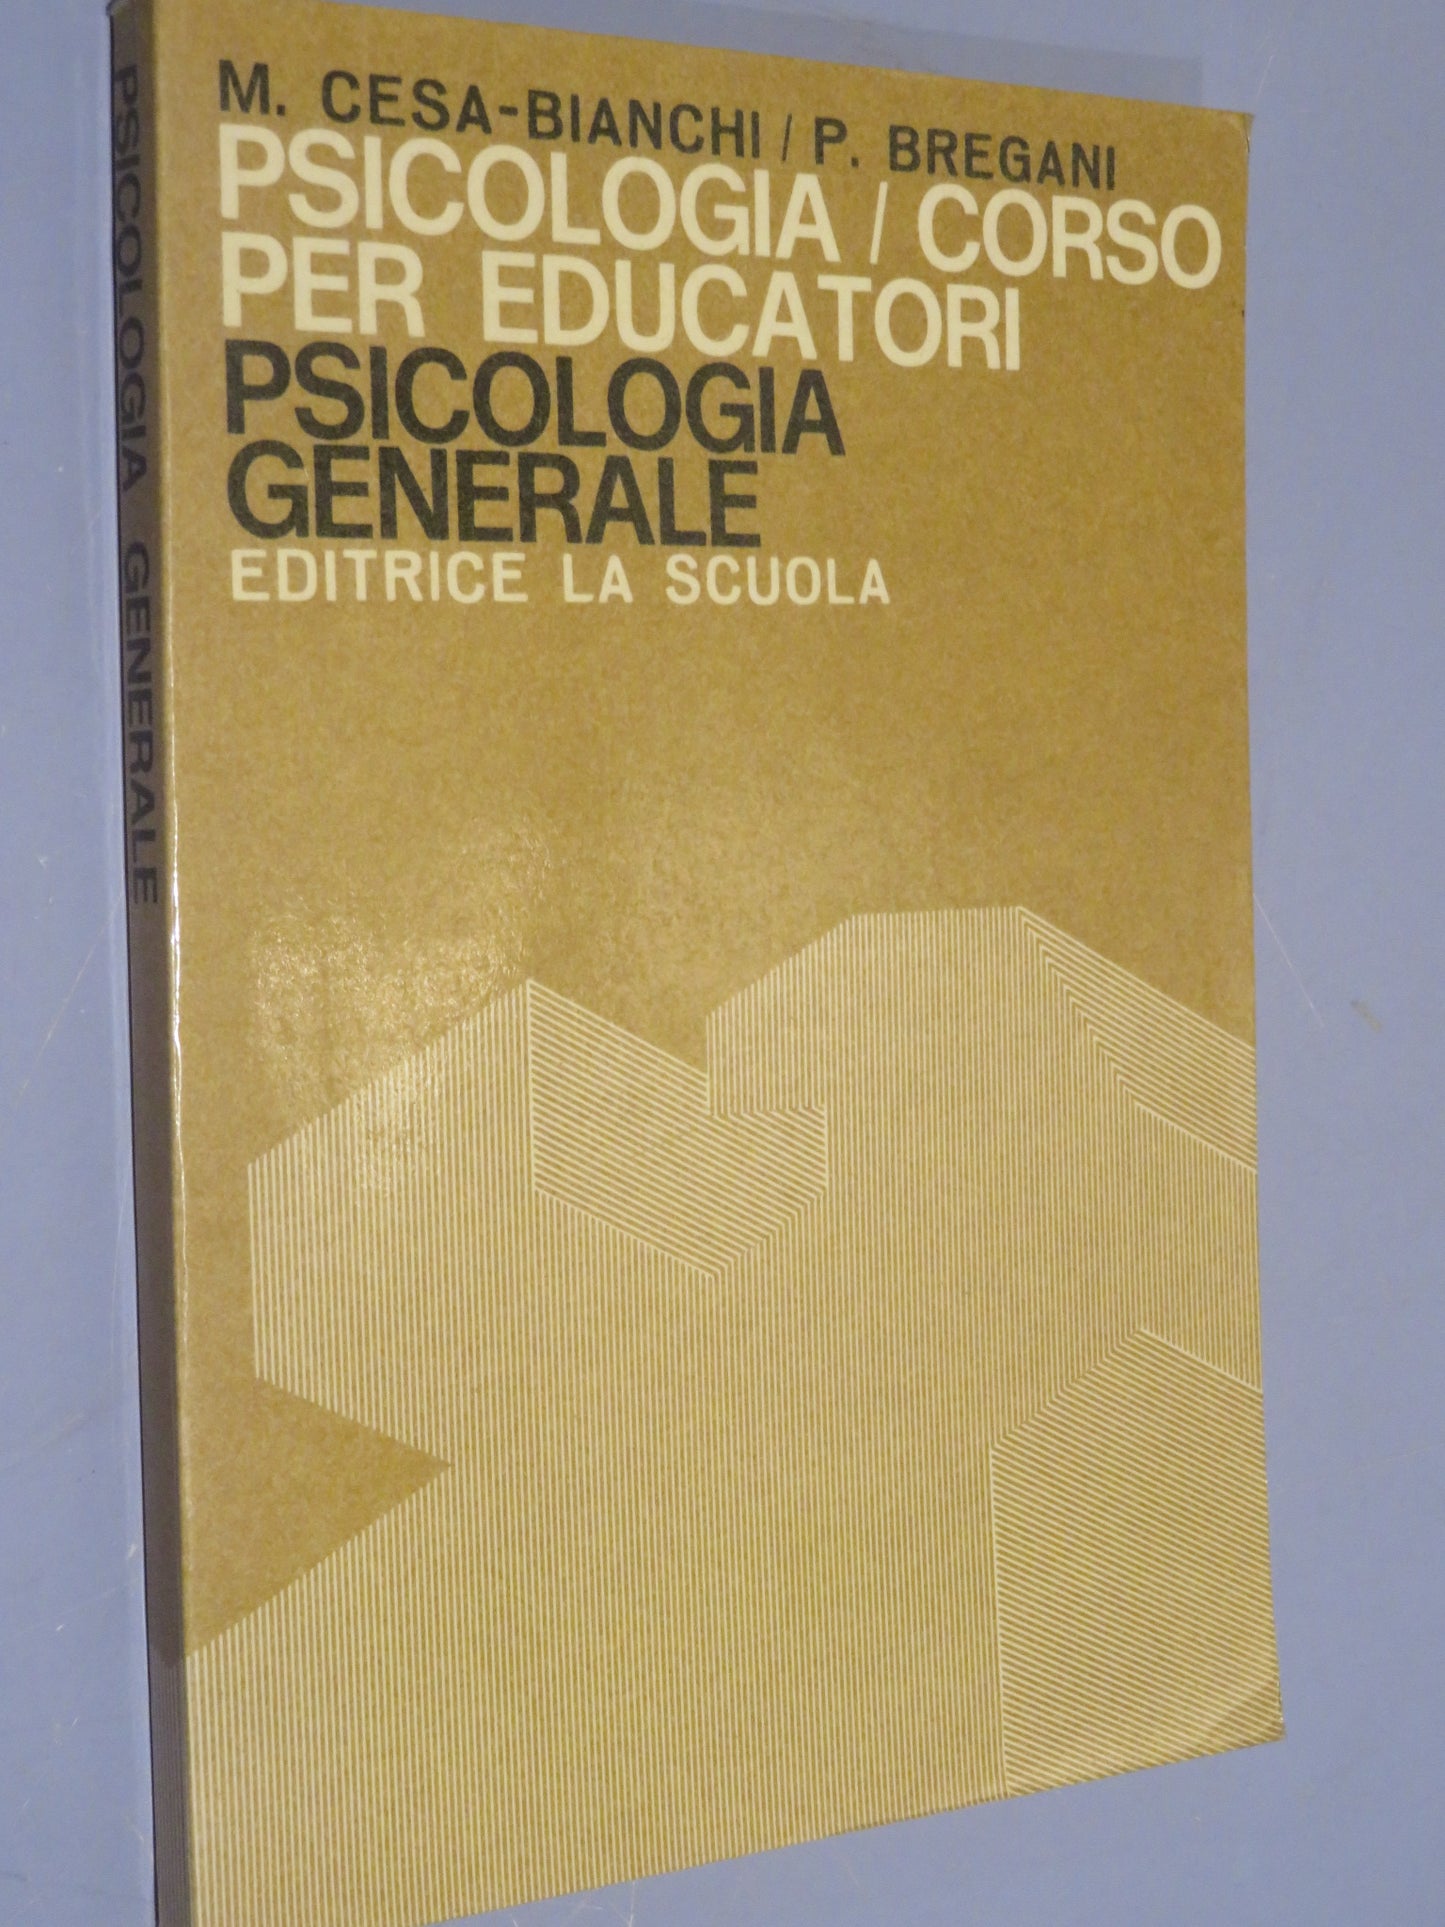 M. CESA-BIANCHI / P. BREGANI
PSICOLOGIA / CORSO
PER EDUCATORI
PSICOLOGIA
GENERALE
EDITRICE LA SCUOLA
PSICOLOGIA GENERALE